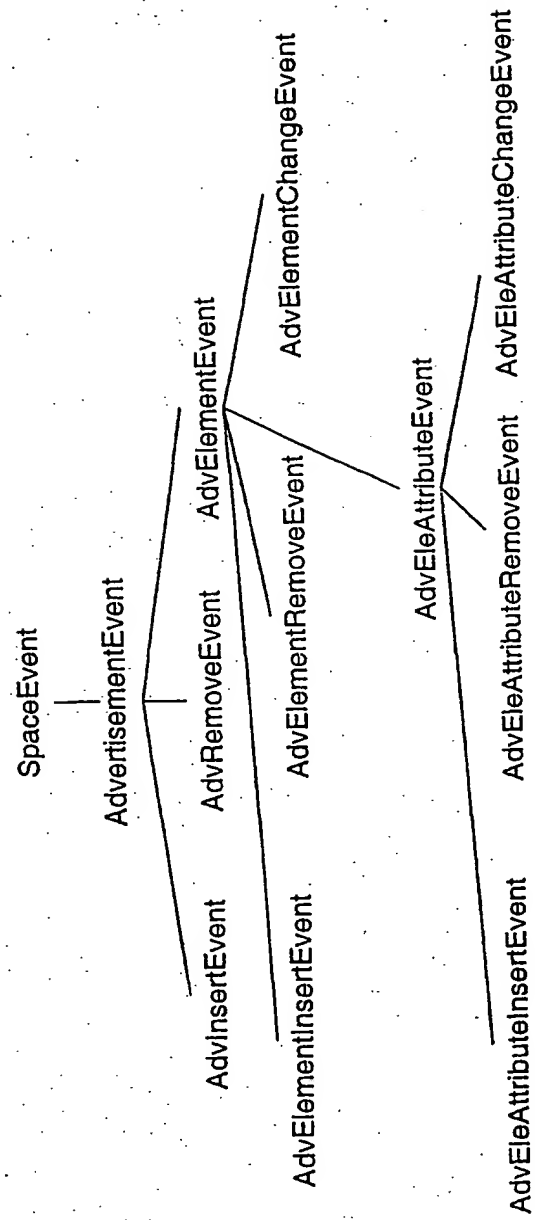 SpaceEvent
AdvertisementEvent
AdvInsertEvent
AdvRemoveEvent
AdvElementEvent
AdvElementInsertEvent
AdvElementRemoveEvent
AdvElementChangeEvent
AdvEleAttributeEvent
AdvEleAttributeInsertEvent
AdvEleAttributeRemoveEvent
AdvEleAttributeChangeEvent